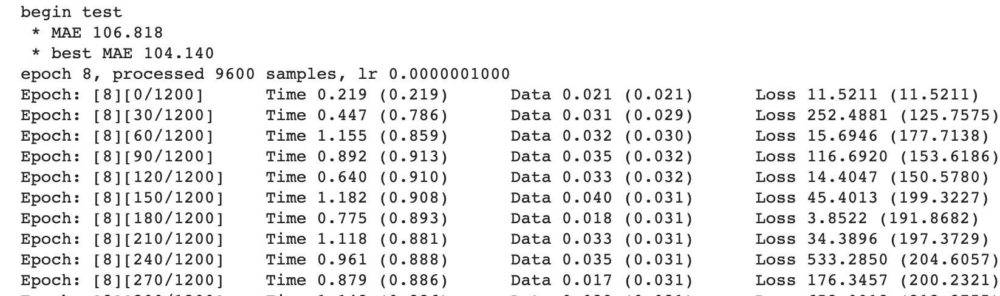 begin test
* MAE 106.818
* best MAE 104.140
epoch 8, processed 9600 samples, lr 0.0000001000
Epoch: [8][0/1200] Time 0.219 (0.219) Data 0.021 (0.021) Loss 11.5211 (11.5211)
Epoch: [8][30/1200] Time 0.447 (0.786) Data 0.031 (0.029) Loss 252.4881 (125.7575)
Epoch: [8][60/1200] Time 1.155 (0.859) Data 0.032 (0.030) Loss 15.6946 (177.7138)
Epoch: [8][90/1200] Time 0.892 (0.913) Data 0.035 (0.032) Loss 116.6920 (153.6186)
Epoch: [8][120/1200] Time 0.640 (0.910) Data 0.033 (0.032) Loss 14.4047 (150.5780)
Epoch: [8][150/1200] Time 1.182 (0.908) Data 0.040 (0.031) Loss 45.4013 (199.3227)
Epoch: [8][180/1200] Time 0.775 (0.893) Data 0.018 (0.031) Loss 3.8522 (191.8682)
Epoch: [8][210/1200] Time 1.118 (0.881) Data 0.033 (0.031) Loss 34.3896 (197.3729)
Epoch: [8][240/1200] Time 0.961 (0.888) Data 0.035 (0.031) Loss 533.2850 (204.6057)
Epoch: [8][270/1200] Time 0.879 (0.886) Data 0.017 (0.031) Loss 176.3457 (200.2321)